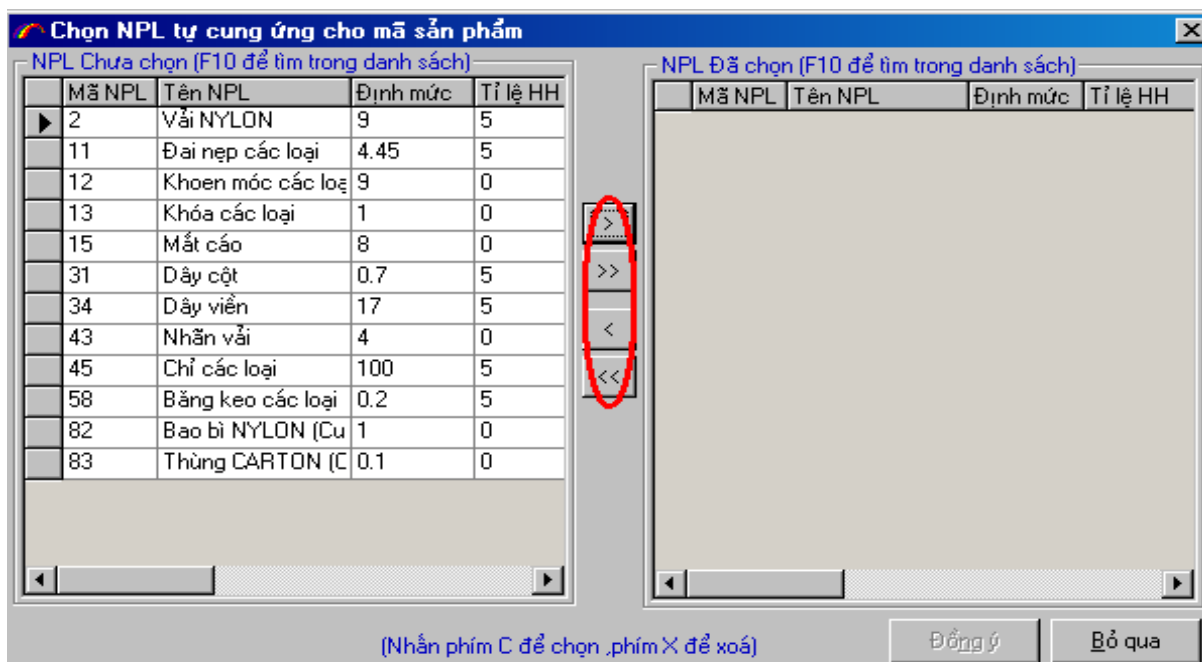 Chọn NPL tự cung ứng cho mã sản phẩm
NPL Chưa chọn (F10 để tìm trong danh sách)
Mã NPL Tên NPL Định mức Tỉ lệ HH
2 Vải NYLON 9 5
11 Đai nẹp các loại 4.45 5
12 Khoen móc các loạ 9 0
13 Khóa các loại 1 0
15 Mắt cáo 8 0
31 Dây cột 0.7 5
34 Dây viền 17 5
43 Nhãn vải 4 0
45 Chỉ các loại 100 5
58 Băng keo các loại 0.2 5
82 Bao bì NYLON (Cu 1 0
83 Thùng CARTON (C 0.1 0
>
>>
<
<<
NPL Đã chọn (F10 để tìm trong danh sách)
Mã NPL Tên NPL Định mức Tỉ lệ HH
(Nhấn phím C để chọn ,phím X để xoá)
Đồng ý
Bỏ qua